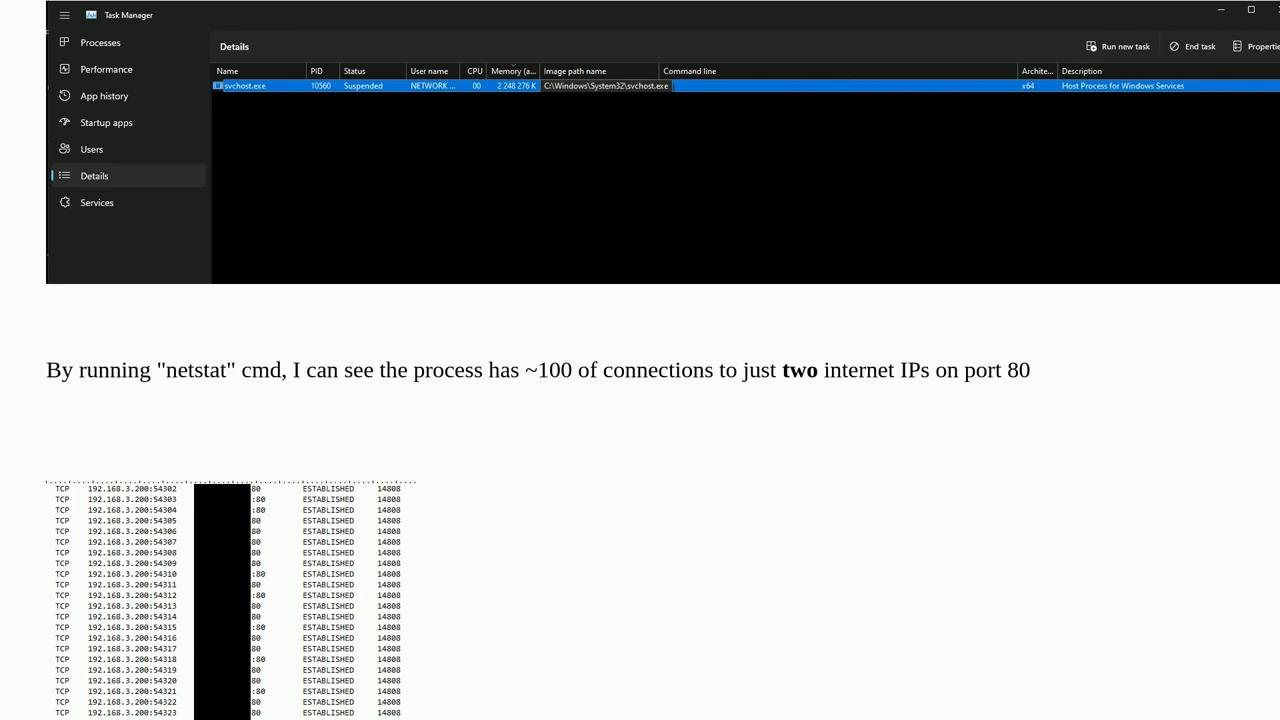 Task Manager
Processes
Performance
App history
Startup apps
Users
Details
Services
Details
Run new task
End task
Name PID Status User name CPU Memory (a... Image path name Command line Archite... Description
svchost.exe 10560 Suspended NETWORK ... 00 2 248 276 K C:\Windows\System32\svchost.exe x64 Host Process for Windows Services
By running "netstat" cmd, I can see the process has ~100 of connections to just two internet IPs on port 80
TCP 192.168.3.200:54302 80 ESTABLISHED 14808
TCP 192.168.3.200:54303 :80 ESTABLISHED 14808
TCP 192.168.3.200:54304 :80 ESTABLISHED 14808
TCP 192.168.3.200:54305 80 ESTABLISHED 14808
TCP 192.168.3.200:54306 80 ESTABLISHED 14808
TCP 192.168.3.200:54307 80 ESTABLISHED 14808
TCP 192.168.3.200:54308 80 ESTABLISHED 14808
TCP 192.168.3.200:54309 80 ESTABLISHED 14808
TCP 192.168.3.200:54310 :80 ESTABLISHED 14808
TCP 192.168.3.200:54311 80 ESTABLISHED 14808
TCP 192.168.3.200:54312 :80 ESTABLISHED 14808
TCP 192.168.3.200:54313 80 ESTABLISHED 14808
TCP 192.168.3.200:54314 80 ESTABLISHED 14808
TCP 192.168.3.200:54315 :80 ESTABLISHED 14808
TCP 192.168.3.200:54316 80 ESTABLISHED 14808
TCP 192.168.3.200:54317 80 ESTABLISHED 14808
TCP 192.168.3.200:54318 :80 ESTABLISHED 14808
TCP 192.168.3.200:54319 80 ESTABLISHED 14808
TCP 192.168.3.200:54320 80 ESTABLISHED 14808
TCP 192.168.3.200:54321 :80 ESTABLISHED 14808
TCP 192.168.3.200:54322 80 ESTABLISHED 14808
TCP 192.168.3.200:54323 80 ESTABLISHED 14808